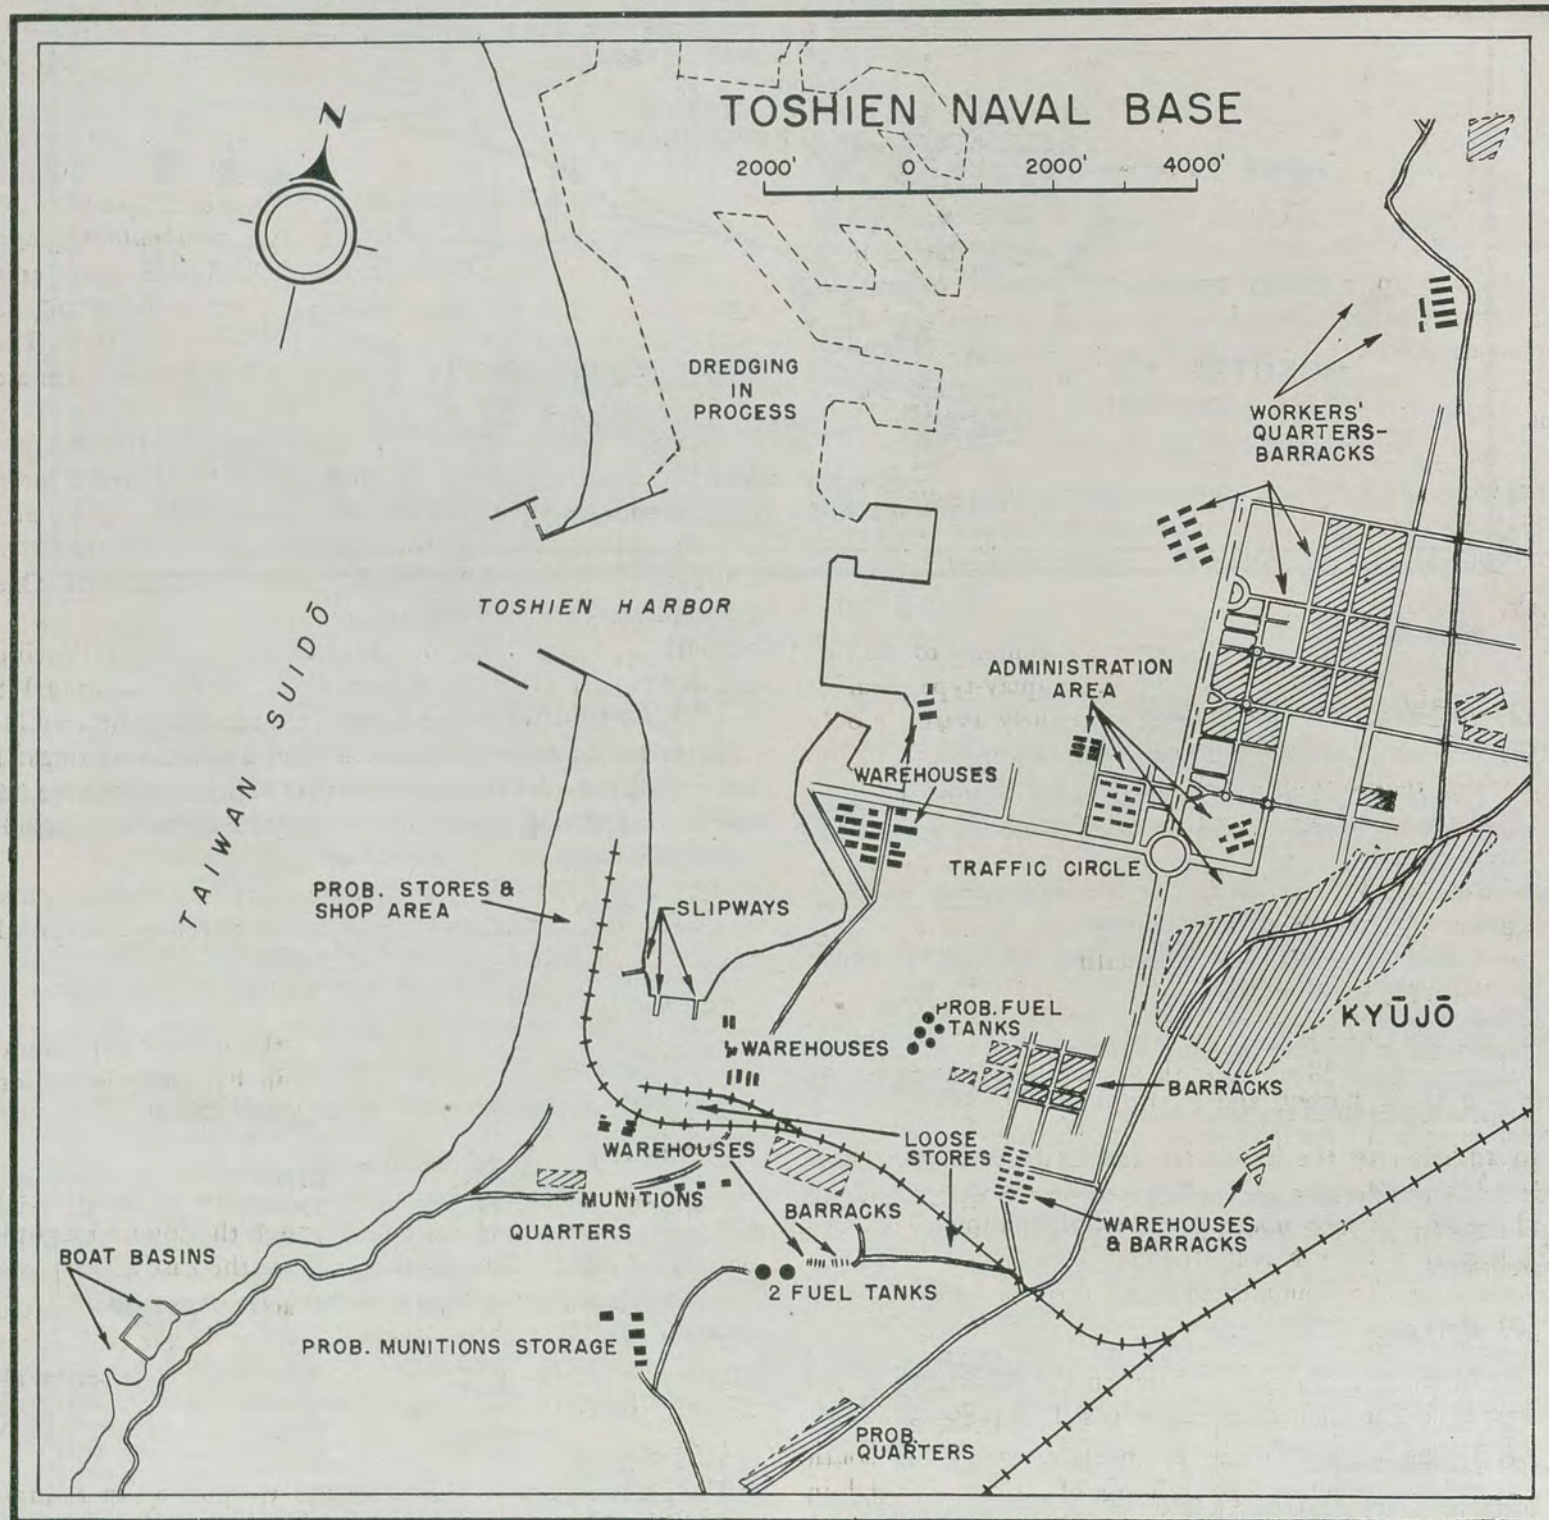 N
TOSHIEN NAVAL BASE
2000' 0 2000' 4000'
DREDGING
IN
PROCESS
WORKERS'
QUARTERS-
BARRACKS
TOSHIEN HARBOR
TAIWAN SUIDŌ
ADMINISTRATION
AREA
WAREHOUSES
TRAFFIC CIRCLE
PROB. STORES &
SHOP AREA
SLIPWAYS
PROB. FUEL
TANKS
KYŪJŌ
WAREHOUSES
BARRACKS
LOOSE
STORES
WAREHOUSES
MUNITIONS
QUARTERS
BARRACKS
WAREHOUSES
& BARRACKS
BOAT BASINS
2 FUEL TANKS
PROB. MUNITIONS STORAGE
PROB.
QUARTERS